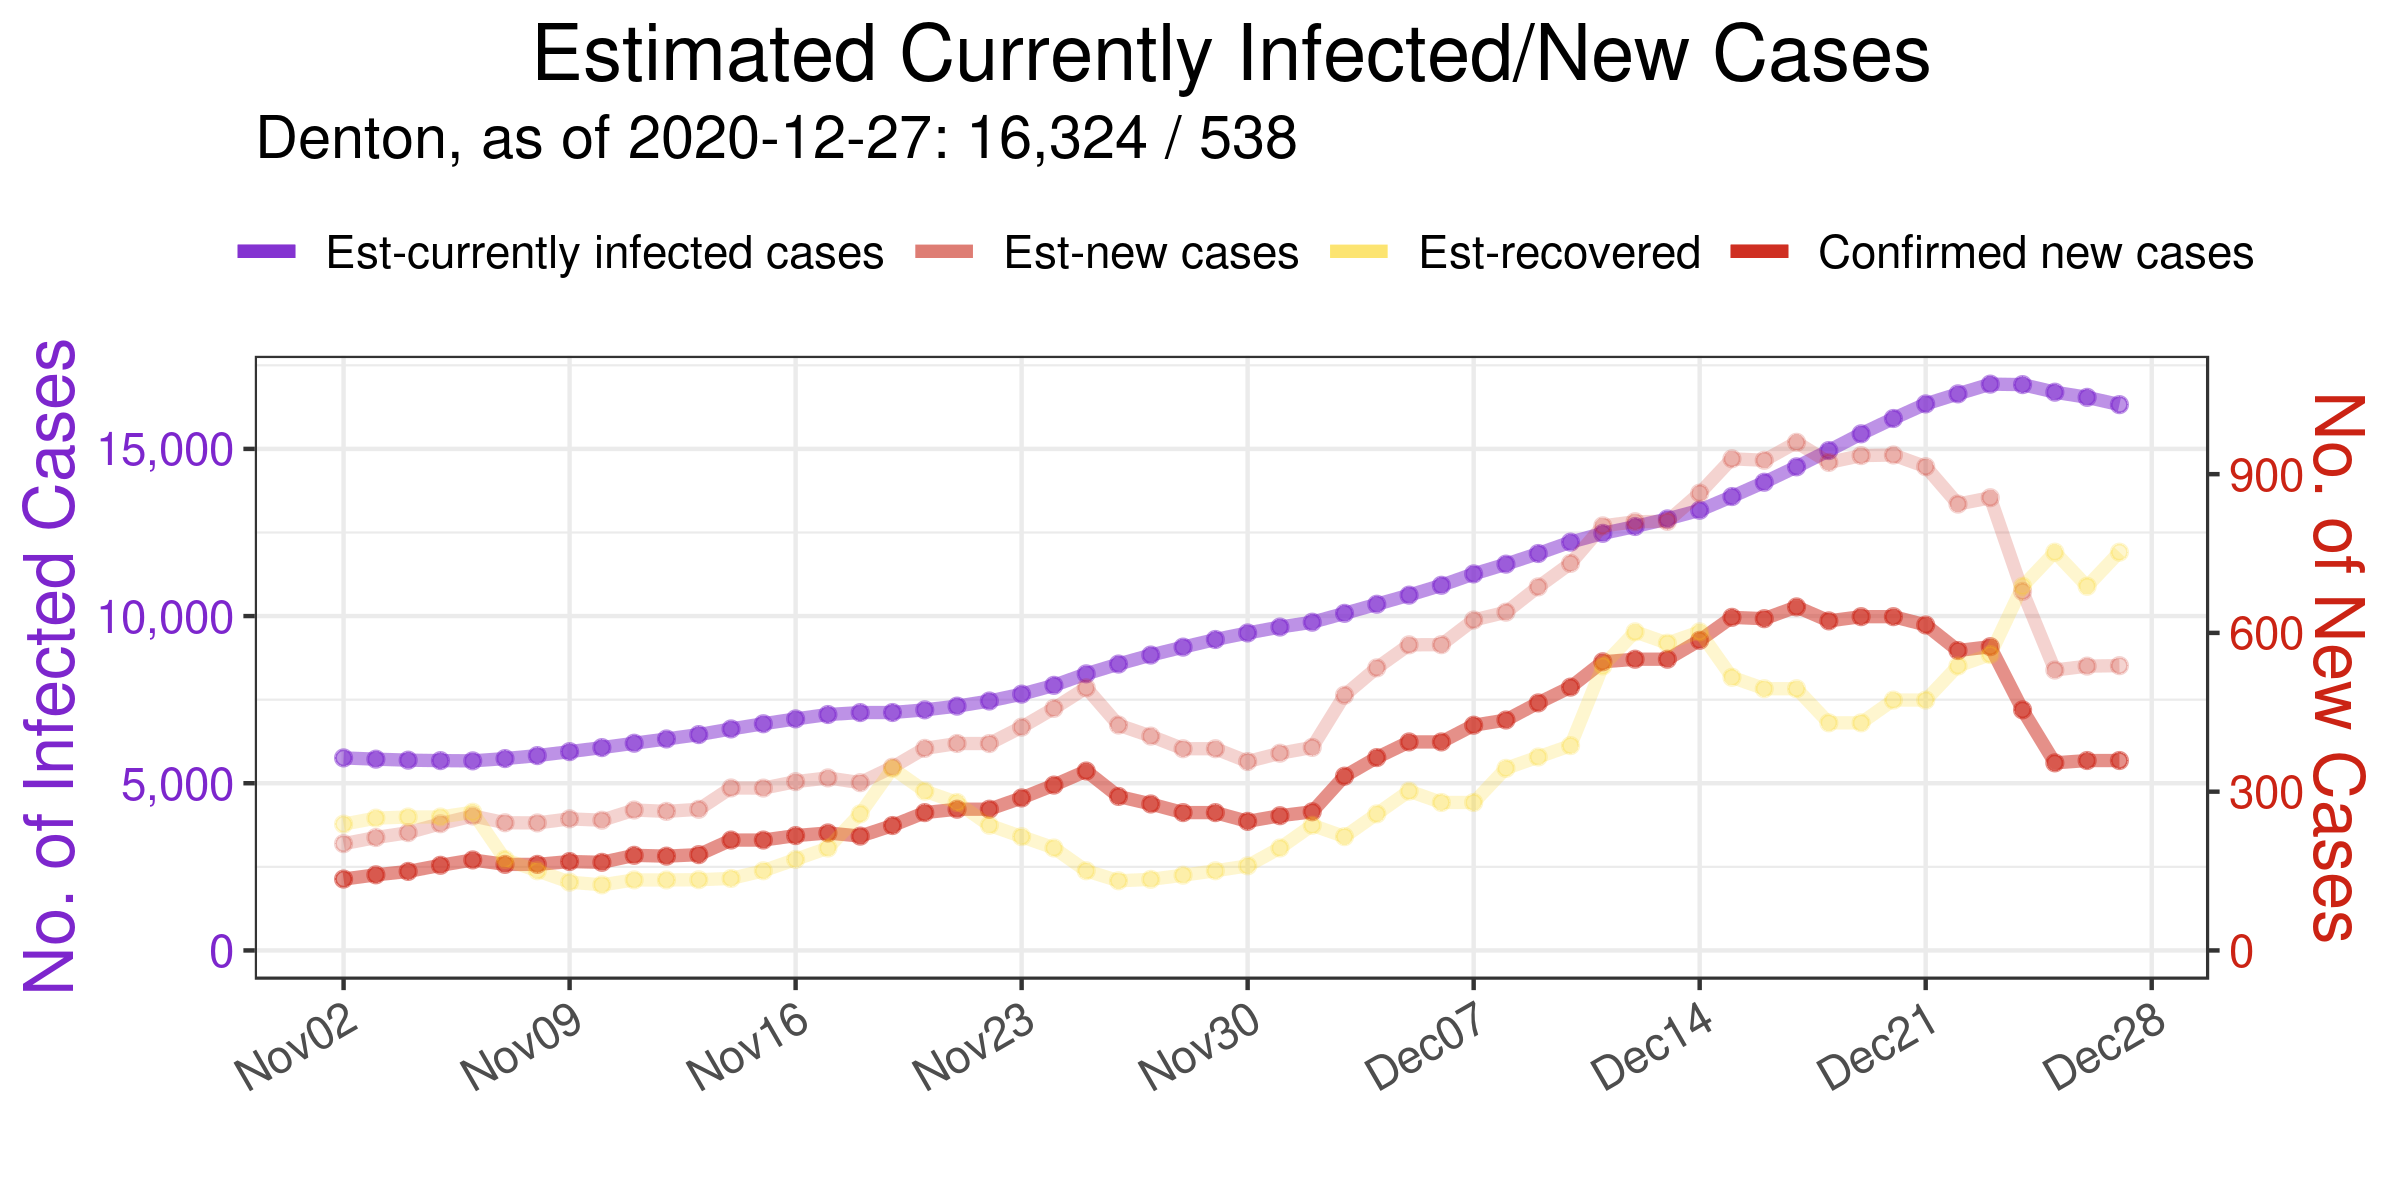 Estimated Currently Infected/New Cases
Denton, as of 2020-12-27: 16,324 / 538
Est-currently infected cases Est-new cases Est-recovered Confirmed new cases
No. of Infected Cases
15,000
10,000
5,000
0
900
600
300
0
No. of New Cases
Nov02 Nov09 Nov16 Nov23 Nov30 Dec07 Dec14 Dec21 Dec28